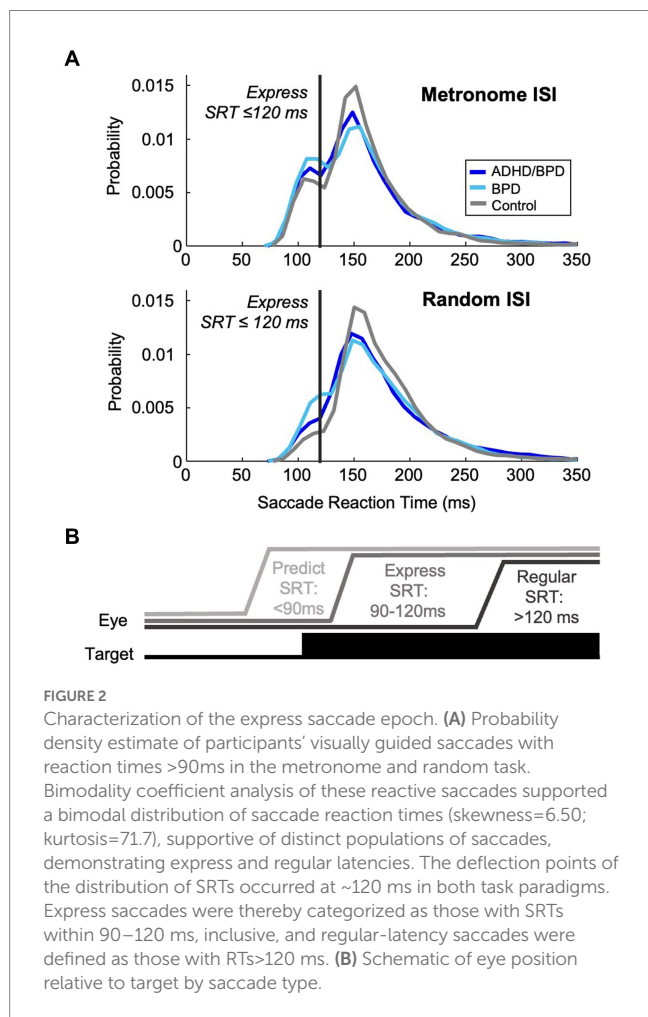 A
0.015
0.01
0.005
0
Probability
Express
SRT ≤120 ms
Metronome ISI
ADHD/BPD
BPD
Control
0 50 100 150 200 250 300 350
0.015
0.01
0.005
0
Probability
Express
SRT ≤ 120 ms
Random ISI
0 50 100 150 200 250 300 350
Saccade Reaction Time (ms)
B
Predict
SRT:
<90ms
Express
SRT:
90-120ms
Regular
SRT:
>120 ms
Eye
Target
FIGURE 2
Characterization of the express saccade epoch. (A) Probability
density estimate of participants’ visually guided saccades with
reaction times >90ms in the metronome and random task.
Bimodality coefficient analysis of these reactive saccades supported
a bimodal distribution of saccade reaction times (skewness=6.50;
kurtosis=71.7), supportive of distinct populations of saccades,
demonstrating express and regular latencies. The deflection points of
the distribution of SRTs occurred at ~120 ms in both task paradigms.
Express saccades were thereby categorized as those with SRTs
within 90–120 ms, inclusive, and regular-latency saccades were
defined as those with RTs>120 ms. (B) Schematic of eye position
relative to target by saccade type.